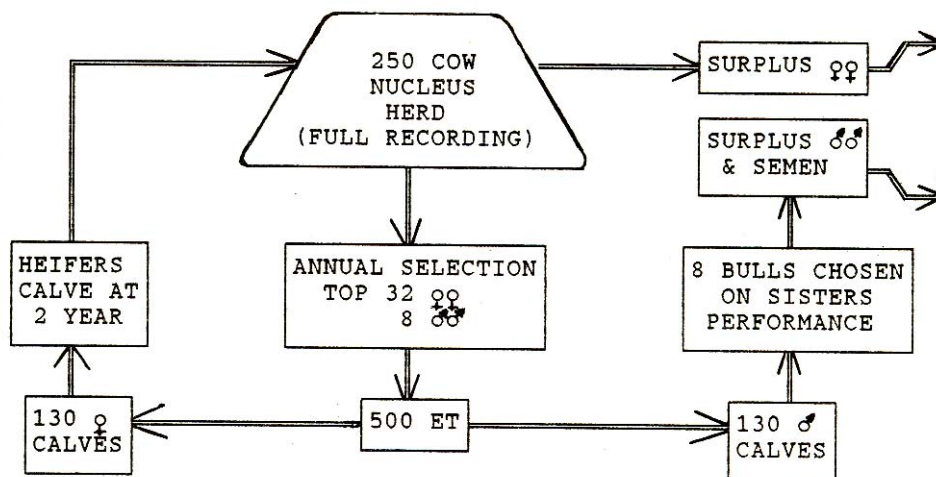 250 COW
NUCLEUS
HERD
(FULL RECORDING)
SURPLUS ♀♀
SURPLUS ♂♂
& SEMEN
HEIFERS
CALVE AT
2 YEAR
ANNUAL SELECTION
TOP 32 ♀♀
8 ♂♂
8 BULLS CHOSEN
ON SISTERS
PERFORMANCE
130 ♀
CALVES
500 ET
130 ♂
CALVES